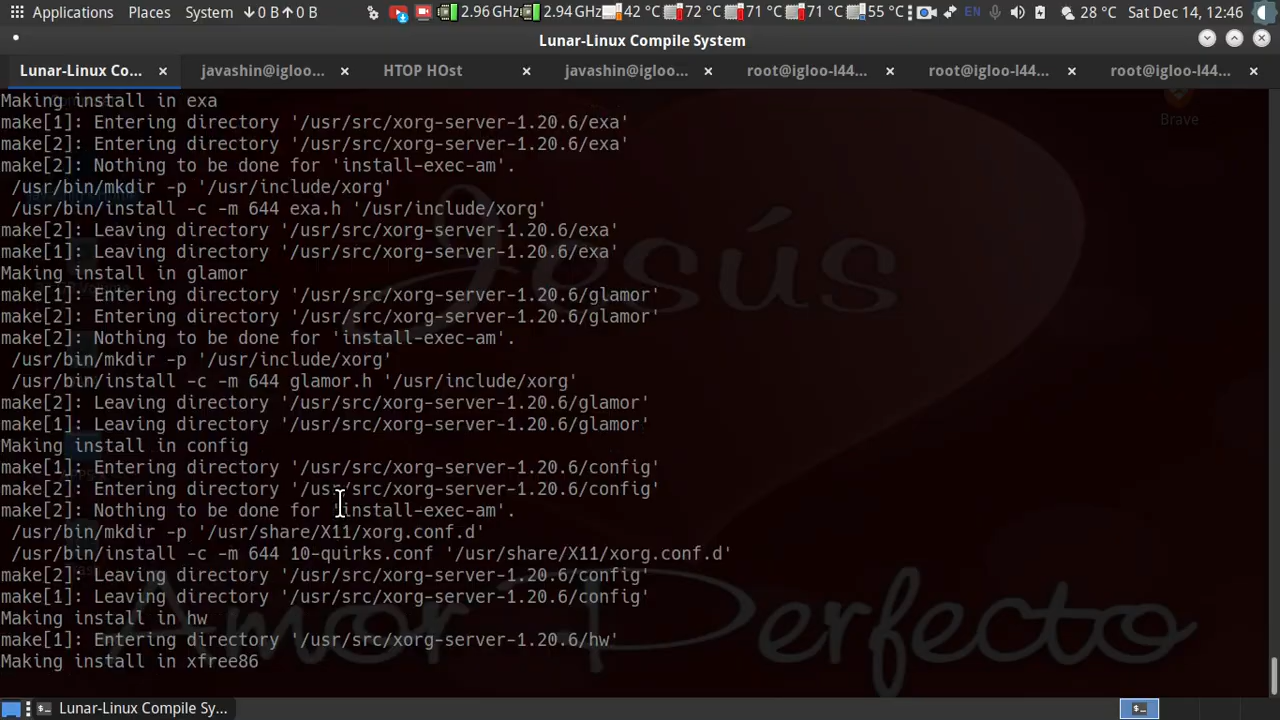 Applications Places System 0 B 0 B 2.96 GHz 2.94 GHz 42 °C 72 °C 71 °C 71 °C 55 °C EN 28 °C Sat Dec 14, 12:46
Lunar-Linux Compile System
Lunar-Linux Co... javashin@igloo... HTOP HOst javashin@igloo... root@igloo-l44... root@igloo-l44... root@igloo-l44...
Making install in exa
make[1]: Entering directory '/usr/src/xorg-server-1.20.6/exa'
make[2]: Entering directory '/usr/src/xorg-server-1.20.6/exa'
make[2]: Nothing to be done for 'install-exec-am'.
/usr/bin/mkdir -p '/usr/include/xorg'
/usr/bin/install -c -m 644 exa.h '/usr/include/xorg'
make[2]: Leaving directory '/usr/src/xorg-server-1.20.6/exa'
make[1]: Leaving directory '/usr/src/xorg-server-1.20.6/exa'
Making install in glamor
make[1]: Entering directory '/usr/src/xorg-server-1.20.6/glamor'
make[2]: Entering directory '/usr/src/xorg-server-1.20.6/glamor'
make[2]: Nothing to be done for 'install-exec-am'.
/usr/bin/mkdir -p '/usr/include/xorg'
/usr/bin/install -c -m 644 glamor.h '/usr/include/xorg'
make[2]: Leaving directory '/usr/src/xorg-server-1.20.6/glamor'
make[1]: Leaving directory '/usr/src/xorg-server-1.20.6/glamor'
Making install in config
make[1]: Entering directory '/usr/src/xorg-server-1.20.6/config'
make[2]: Entering directory '/usr/src/xorg-server-1.20.6/config'
make[2]: Nothing to be done for 'install-exec-am'.
/usr/bin/mkdir -p '/usr/share/X11/xorg.conf.d'
/usr/bin/install -c -m 644 10-quirks.conf '/usr/share/X11/xorg.conf.d'
make[2]: Leaving directory '/usr/src/xorg-server-1.20.6/config'
make[1]: Leaving directory '/usr/src/xorg-server-1.20.6/config'
Making install in hw
make[1]: Entering directory '/usr/src/xorg-server-1.20.6/hw'
Making install in xfree86
Brave
Jesús
Amor Perfecto
Lunar-Linux Compile Sy...